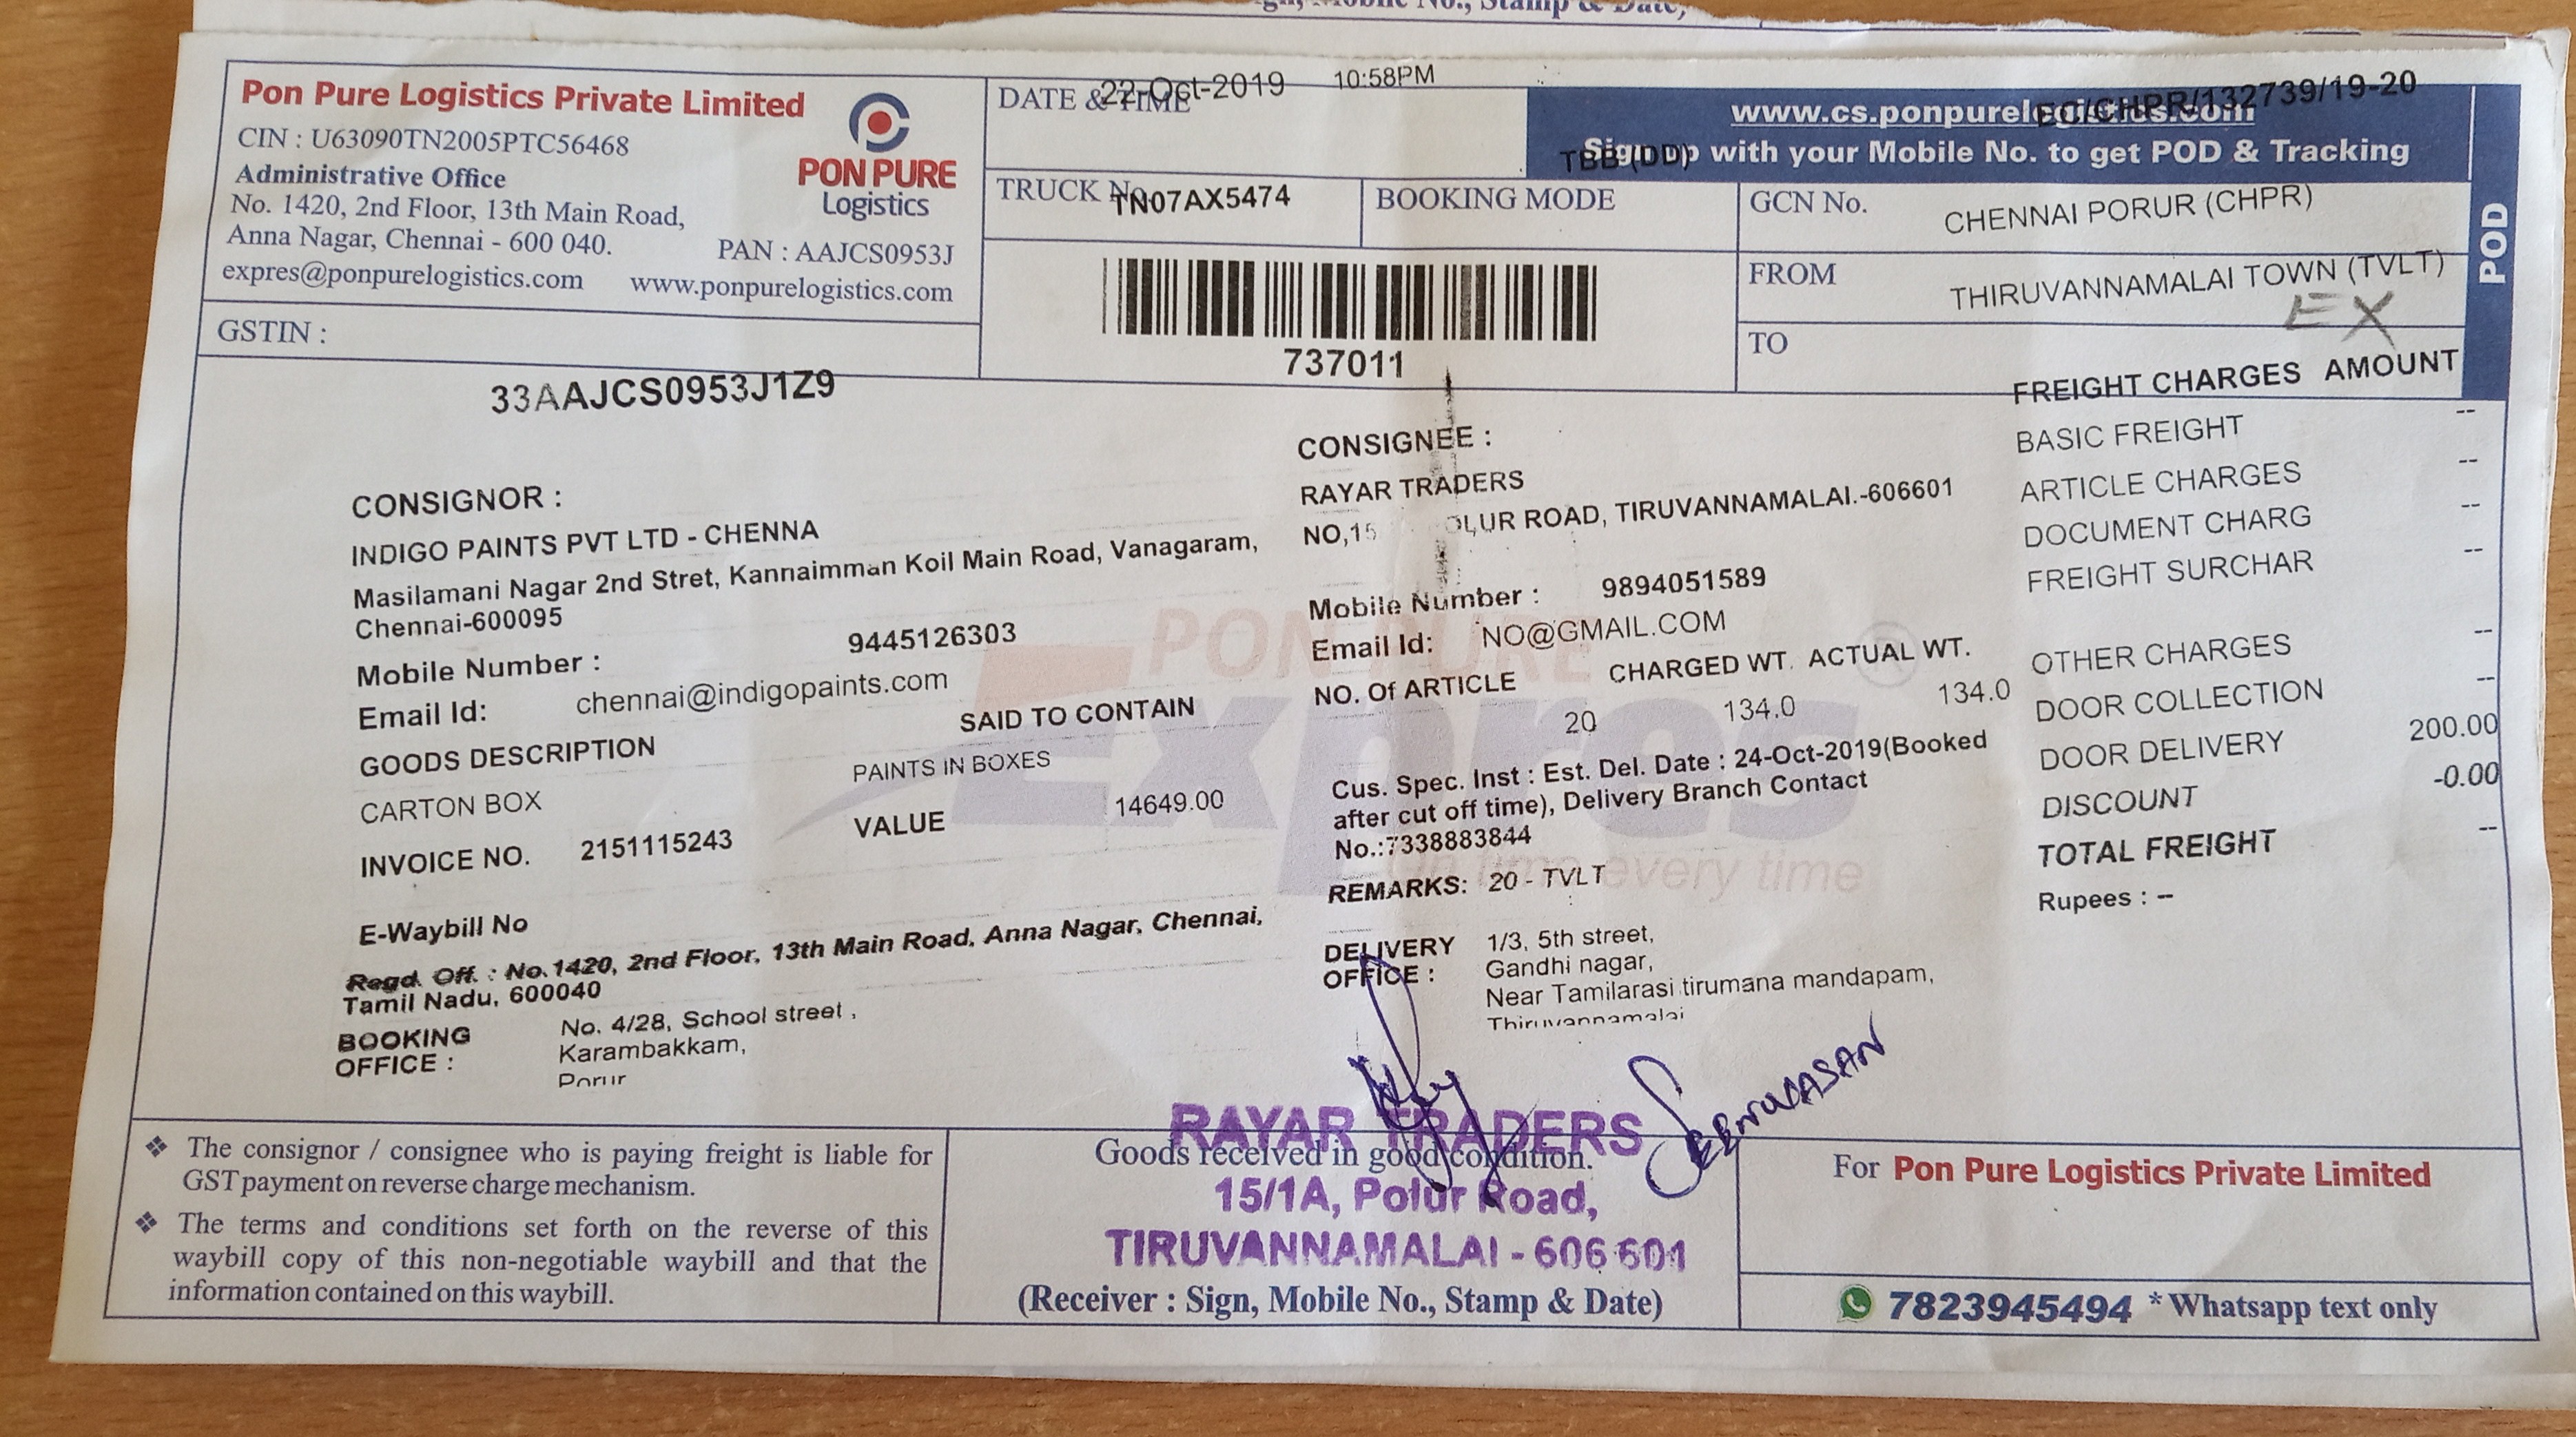 gn, Mobile No., Stamp & Date,
Pon Pure Logistics Private Limited
CIN : U63090TN2005PTC56468
Administrative Office
No. 1420, 2nd Floor, 13th Main Road,
Anna Nagar, Chennai - 600 040.
PAN : AAJCS0953J
expres@ponpurelogistics.com www.ponpurelogistics.com
PON PURE
Logistics
GSTIN :
33AAJCS0953J1Z9
DATE & TIME
22-Oct-2019 10:58PM
TRUCK No.
TN07AX5474
BOOKING MODE
TBB (DD)
737011
www.cs.ponpurelogistics.com
EC/CHPR/132739/19-20
Sign up with your Mobile No. to get POD & Tracking
GCN No.
CHENNAI PORUR (CHPR)
FROM
THIRUVANNAMALAI TOWN (TVLT)
EX
TO
POD
CONSIGNOR :
INDIGO PAINTS PVT LTD - CHENNA
Masilamani Nagar 2nd Stret, Kannaimman Koil Main Road, Vanagaram,
Chennai-600095
Mobile Number : 9445126303
Email Id: chennai@indigopaints.com
GOODS DESCRIPTION SAID TO CONTAIN
CARTON BOX PAINTS IN BOXES
INVOICE NO. 2151115243 VALUE 14649.00
E-Waybill No
Regd. Off. : No.1420, 2nd Floor, 13th Main Road, Anna Nagar, Chennai,
Tamil Nadu, 600040
BOOKING OFFICE :
No. 4/28, School street ,
Karambakkam,
Porur
CONSIGNEE :
RAYAR TRADERS
NO,15 OLUR ROAD, TIRUVANNAMALAI.-606601
Mobile Number : 9894051589
Email Id: NO@GMAIL.COM
NO. Of ARTICLE CHARGED WT. ACTUAL WT.
20 134.0 134.0
Cus. Spec. Inst : Est. Del. Date : 24-Oct-2019(Booked
after cut off time), Delivery Branch Contact
No.:7338883844
REMARKS: 20 - TVLT
DELIVERY OFFICE :
1/3, 5th street,
Gandhi nagar,
Near Tamilarasi tirumana mandapam,
Thiruvannamalai
PON PURE
Expres ®
on time every time
FREIGHT CHARGES AMOUNT
BASIC FREIGHT --
ARTICLE CHARGES --
DOCUMENT CHARG --
FREIGHT SURCHAR --
OTHER CHARGES --
DOOR COLLECTION --
DOOR DELIVERY 200.00
DISCOUNT -0.00
TOTAL FREIGHT --
Rupees : --
❖ The consignor / consignee who is paying freight is liable for
GST payment on reverse charge mechanism.
❖ The terms and conditions set forth on the reverse of this
waybill copy of this non-negotiable waybill and that the
information contained on this waybill.
RAYAR TRADERS
Goods received in good condition.
15/1A, Polur Road,
TIRUVANNAMALAI - 606 601
(Receiver : Sign, Mobile No., Stamp & Date)
For Pon Pure Logistics Private Limited
7823945494 * Whatsapp text only